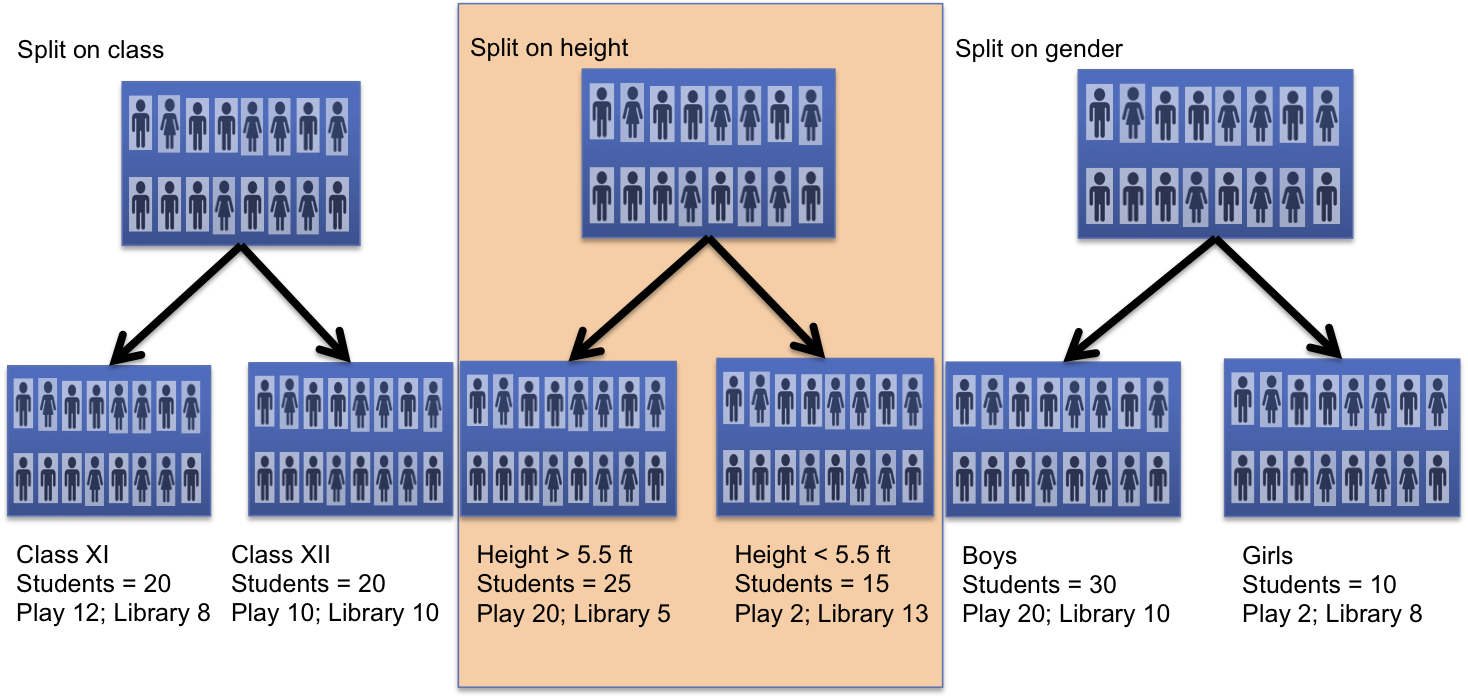 Split on class
Class XI
Students = 20
Play 12; Library 8
Class XII
Students = 20
Play 10; Library 10
Split on height
Height > 5.5 ft
Students = 25
Play 20; Library 5
Height < 5.5 ft
Students = 15
Play 2; Library 13
Split on gender
Boys
Students = 30
Play 20; Library 10
Girls
Students = 10
Play 2; Library 8